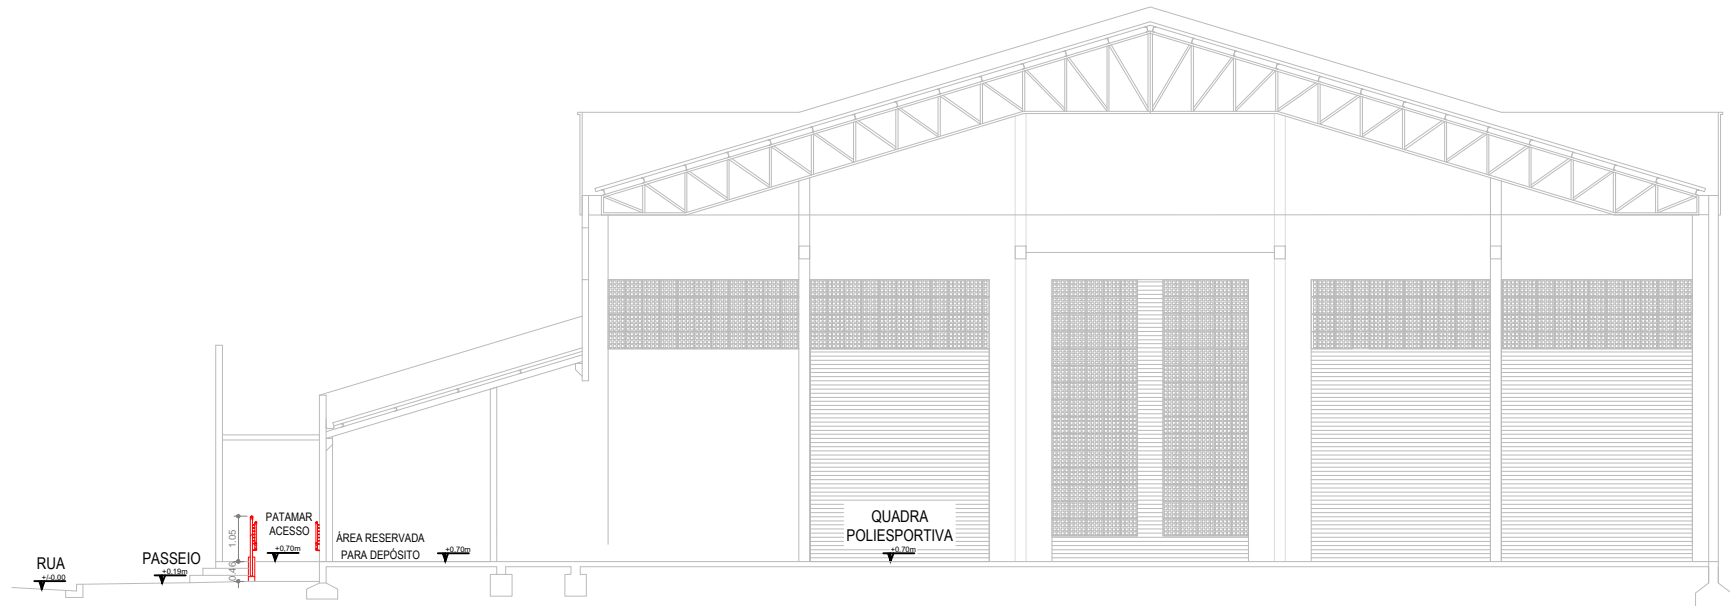 RUA
+/-0.00
PASSEIO
+0.19m
1.05
0.46
PATAMAR
ACESSO
+0,70m
ÁREA RESERVADA
PARA DEPÓSITO
+0.70m
QUADRA
POLIESPORTIVA
+0.70m